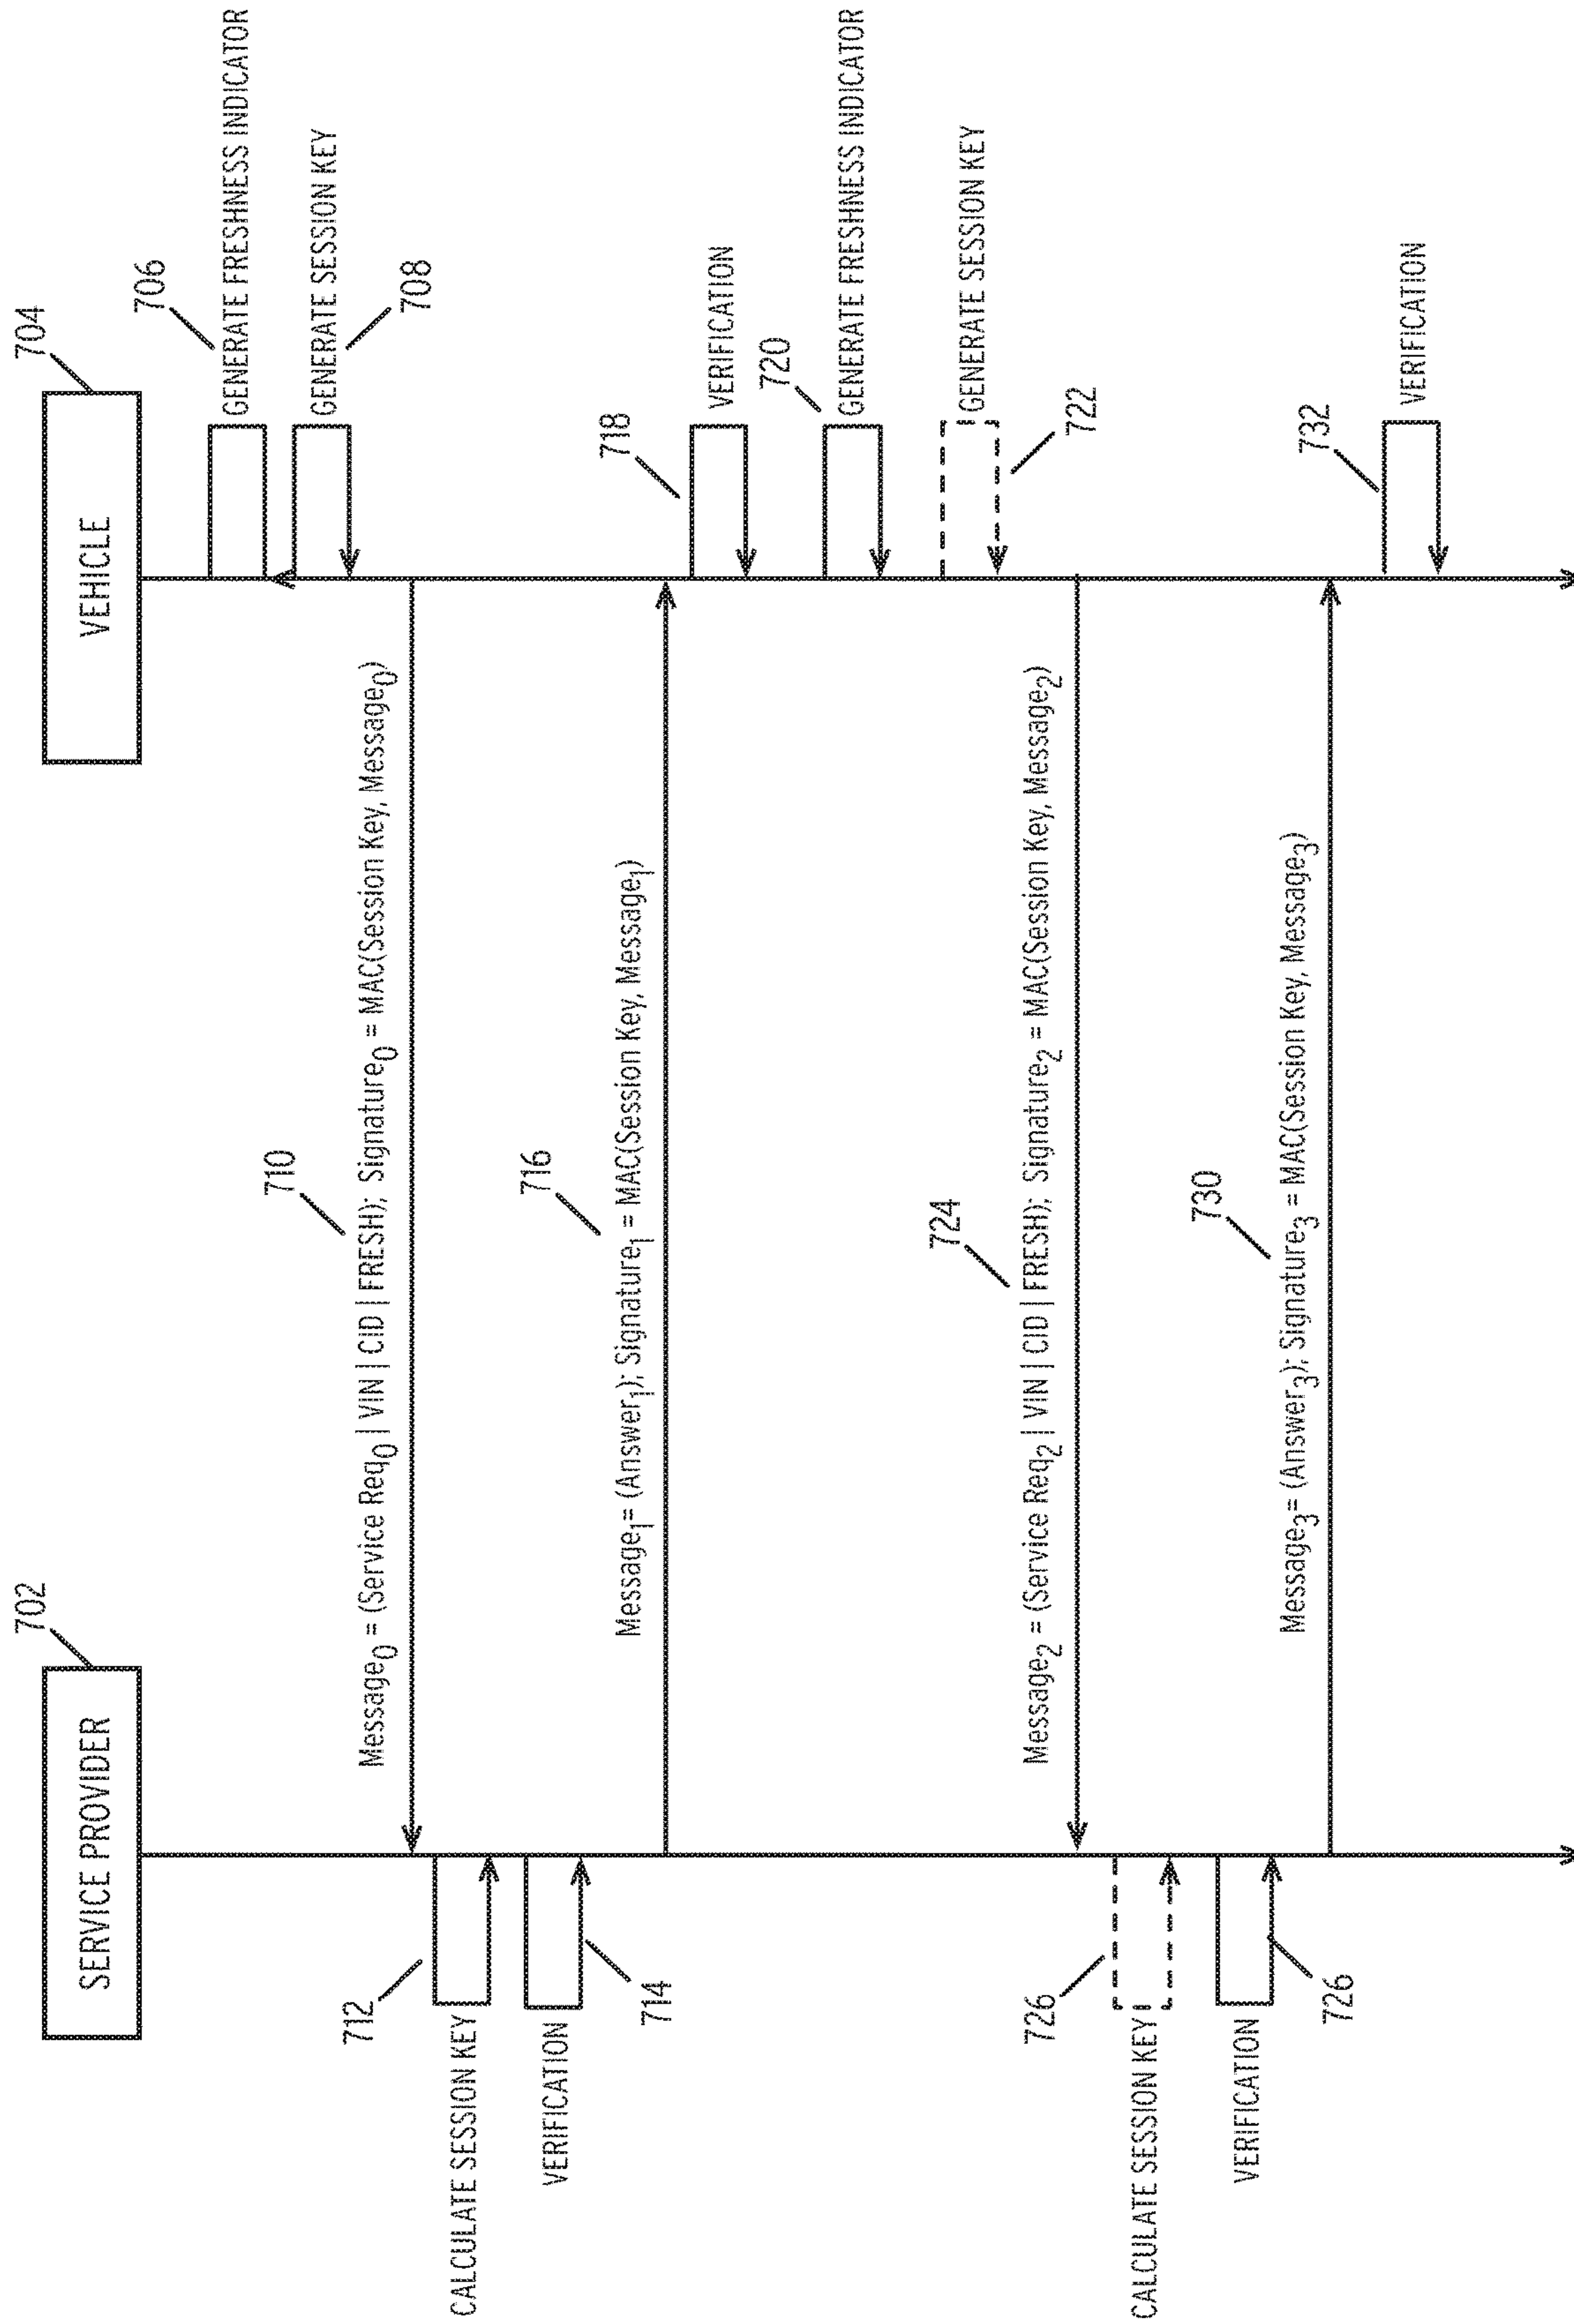 702
SERVICE PROVIDER
704
VEHICLE
706
GENERATE FRESHNESS INDICATOR
GENERATE SESSION KEY
708
710
Message0 = (Service Req0 | VIN | CID | FRESH); Signature0 = MAC(Session Key, Message0)
712
CALCULATE SESSION KEY
VERIFICATION
714
716
Message1= (Answer1); Signature1 = MAC(Session Key, Message1)
718
VERIFICATION
720
GENERATE FRESHNESS INDICATOR
GENERATE SESSION KEY
722
724
Message2 = (Service Req2 | VIN | CID | FRESH); Signature2 = MAC(Session Key, Message2)
726
CALCULATE SESSION KEY
VERIFICATION
726
730
Message3= (Answer3); Signature3 = MAC(Session Key, Message3)
732
VERIFICATION